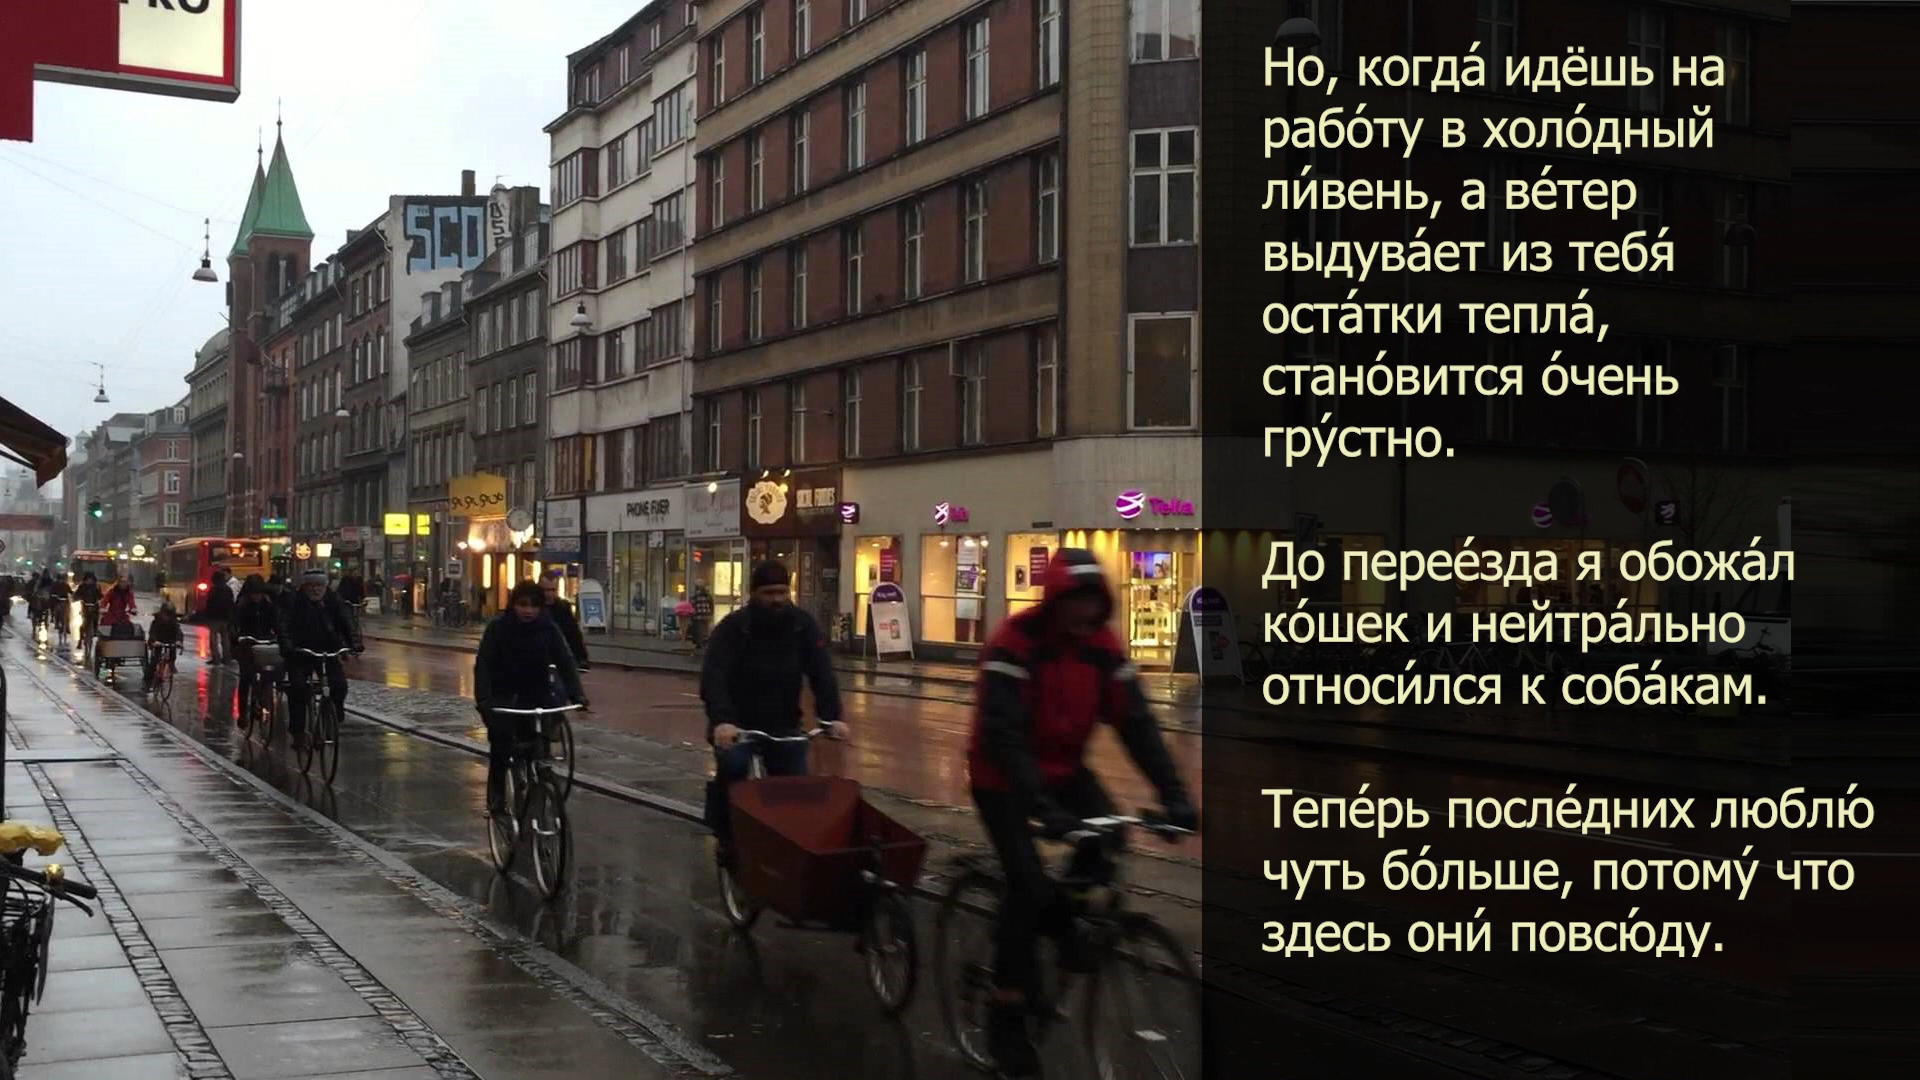 SCO
PHONE FIXER
Telia
Но, когда́ идёшь на
рабо́ту в холо́дный
ли́вень, а ве́тер
выдува́ет из тебя́
оста́тки тепла́,
стано́вится о́чень
гру́стно.
До перее́зда я обожа́л
ко́шек и нейтра́льно
относи́лся к соба́кам.
Тепе́рь после́дних люблю́
чуть бо́льше, потому́ что
здесь они́ повсю́ду.